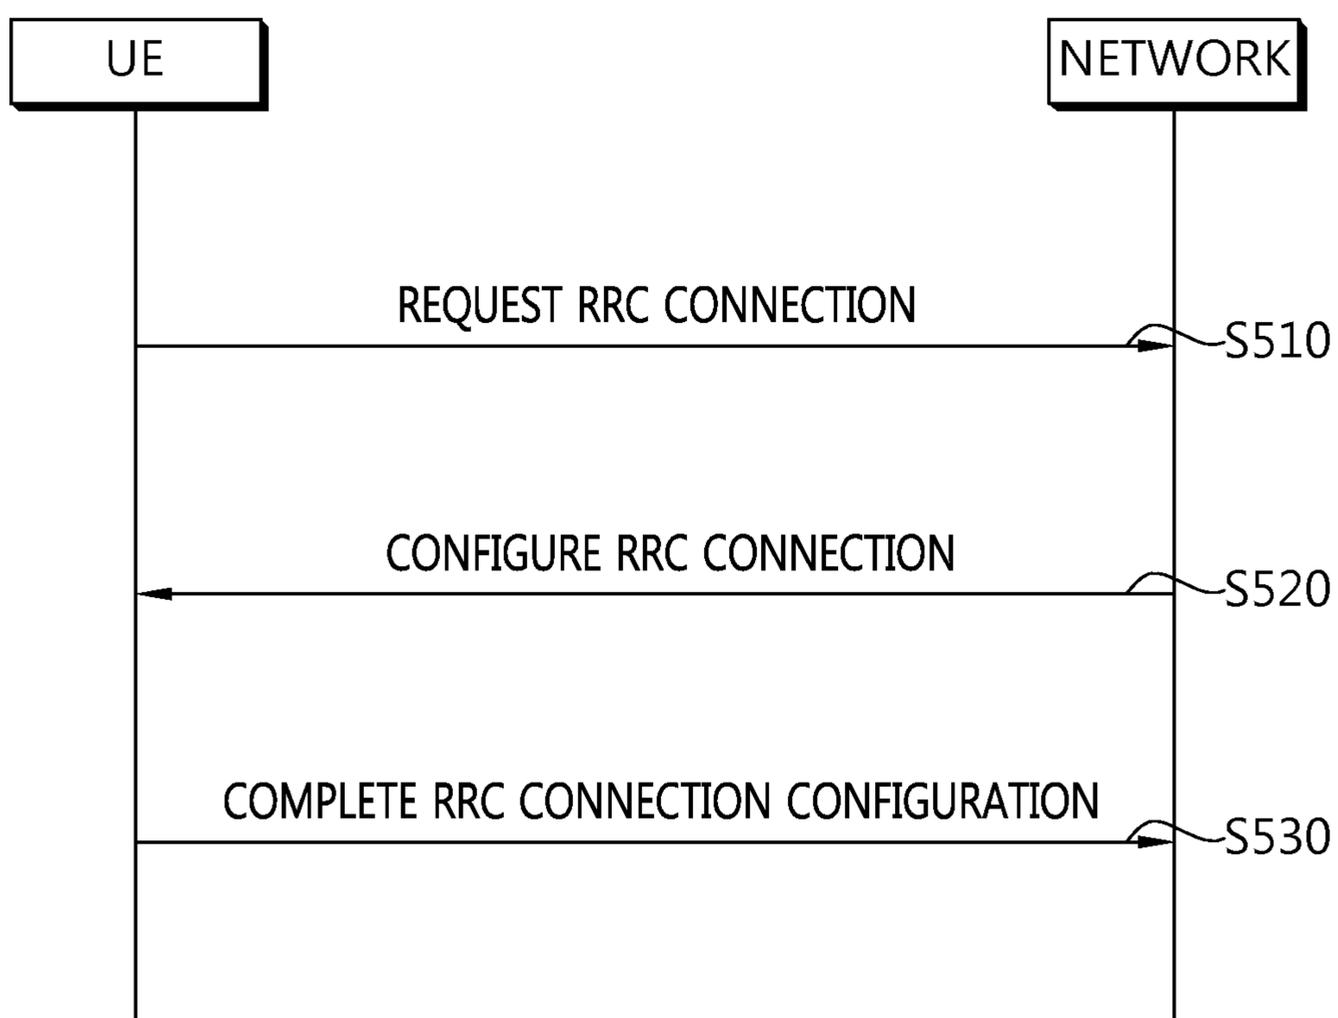 UE
NETWORK
REQUEST RRC CONNECTION
S510
CONFIGURE RRC CONNECTION
S520
COMPLETE RRC CONNECTION CONFIGURATION
S530